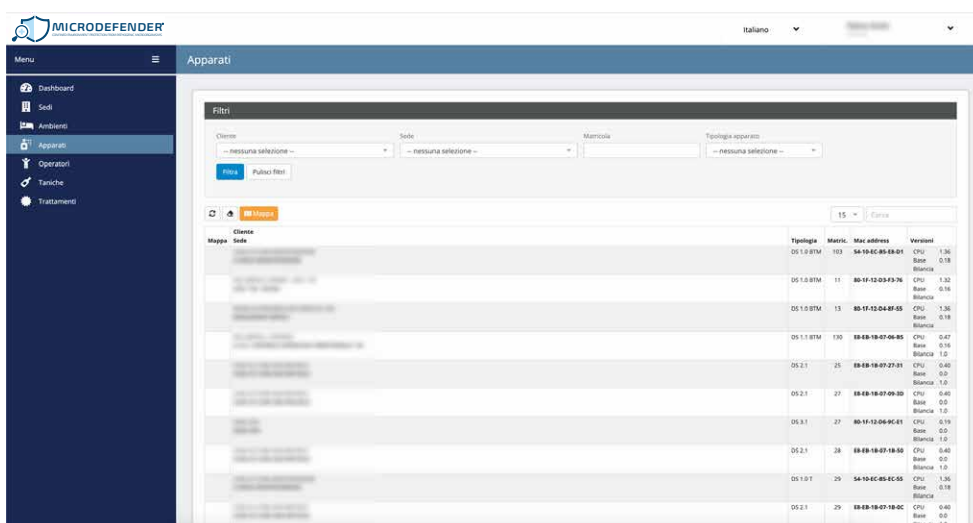 MICRODEFENDER
Italiano
Menu
Apparati
Dashboard
Sedi
Ambienti
Apparati
Operatori
Taniche
Trattamenti
Filtri
Cliente Sede Matricola Tipologia apparato
-- nessuna selezione -- -- nessuna selezione -- -- nessuna selezione --
Filtra Pulisci filtri
Mappa 15 Cerca
Cliente
Mappa Sede Tipologia Matric. Mac address Versioni
DS 1.0 BTM 103 54-10-EC-B5-E8-D1 CPU 1.36
Base 0.18
Bilancia
DS 1.0 BTM 11 80-1F-12-D3-F3-76 CPU 1.32
Base 0.16
Bilancia
DS 1.0 BTM 13 80-1F-12-D4-8F-55 CPU 1.36
Base 0.18
Bilancia
DS 1.1 BTM 130 E8-EB-1B-07-06-B5 CPU 0.47
Base 0.16
Bilancia 1.0
DS 2.1 25 E8-EB-1B-07-27-31 CPU 0.40
Base 0.0
Bilancia 1.0
DS 2.1 27 E8-EB-1B-07-09-3D CPU 0.40
Base 0.0
Bilancia 1.0
DS 3.1 27 80-1F-12-D6-9C-E1 CPU 0.19
Base 0.0
Bilancia 1.0
DS 2.1 28 E8-EB-1B-07-1B-50 CPU 0.40
Base 0.0
Bilancia 1.0
DS 1.0 T 29 54-10-EC-B5-EC-55 CPU 1.36
Base 0.18
Bilancia
DS 2.1 29 E8-EB-1B-07-1B-0C CPU 0.40
Base 0.0